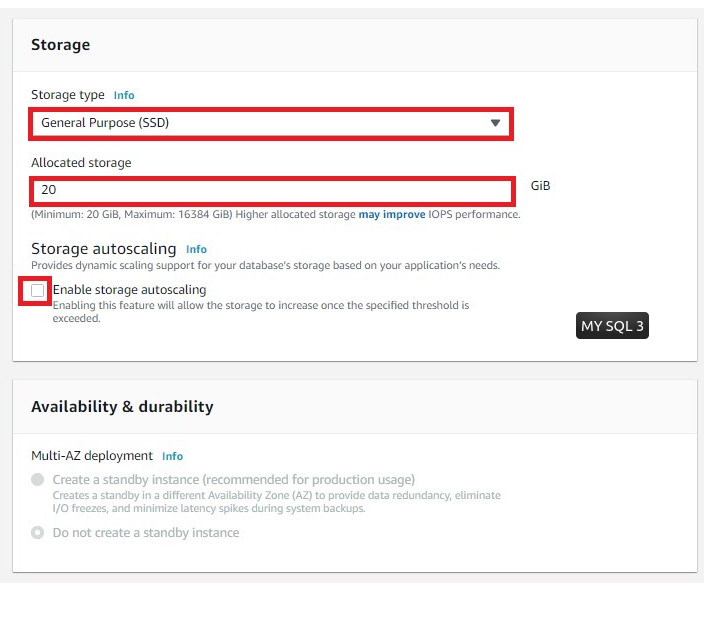 Storage
Storage type Info
General Purpose (SSD)
Allocated storage
20
GiB
(Minimum: 20 GiB, Maximum: 16384 GiB) Higher allocated storage may improve IOPS performance.
Storage autoscaling Info
Provides dynamic scaling support for your database's storage based on your application's needs.
Enable storage autoscaling
Enabling this feature will allow the storage to increase once the specified threshold is
exceeded.
MY SQL 3
Availability & durability
Multi-AZ deployment Info
Create a standby instance (recommended for production usage)
Creates a standby in a different Availability Zone (AZ) to provide data redundancy, eliminate
I/O freezes, and minimize latency spikes during system backups.
Do not create a standby instance